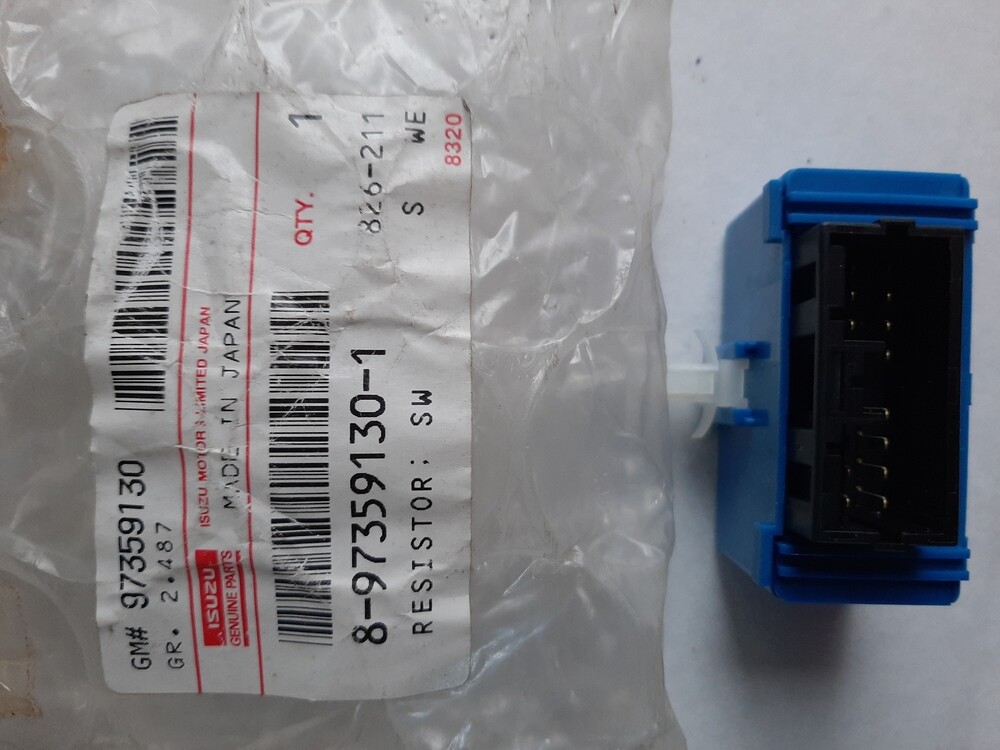 GM# 97359130
GR. 2.487
ISUZU
GENUINE PARTS
ISUZU MOTORS LIMITED JAPAN
MADE IN JAPAN
QTY. 1
8-97359130-1
826-211
RESISTOR; SW
S WE
8320